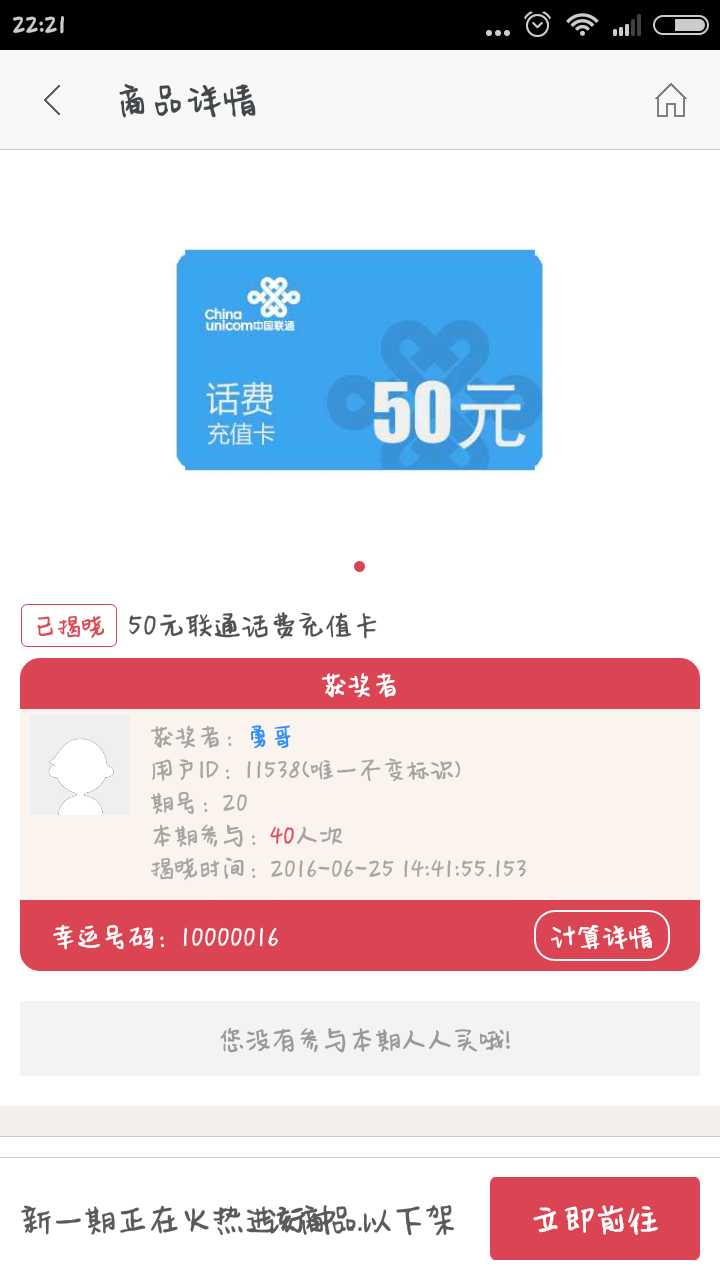 22:21
商品详情
China
unicom中国联通
话费
充值卡
50元
已揭晓 50元联通话费充值卡
获奖者
获奖者：勇哥
用户ID：11538(唯一不变标识)
期号：20
本期参与：40人次
揭晓时间：2016-06-25 14:41:55.153
幸运号码：10000016 计算详情
您没有参与本期人人买哦!
新一期正在火热进行中...
该商品以下架
立即前往